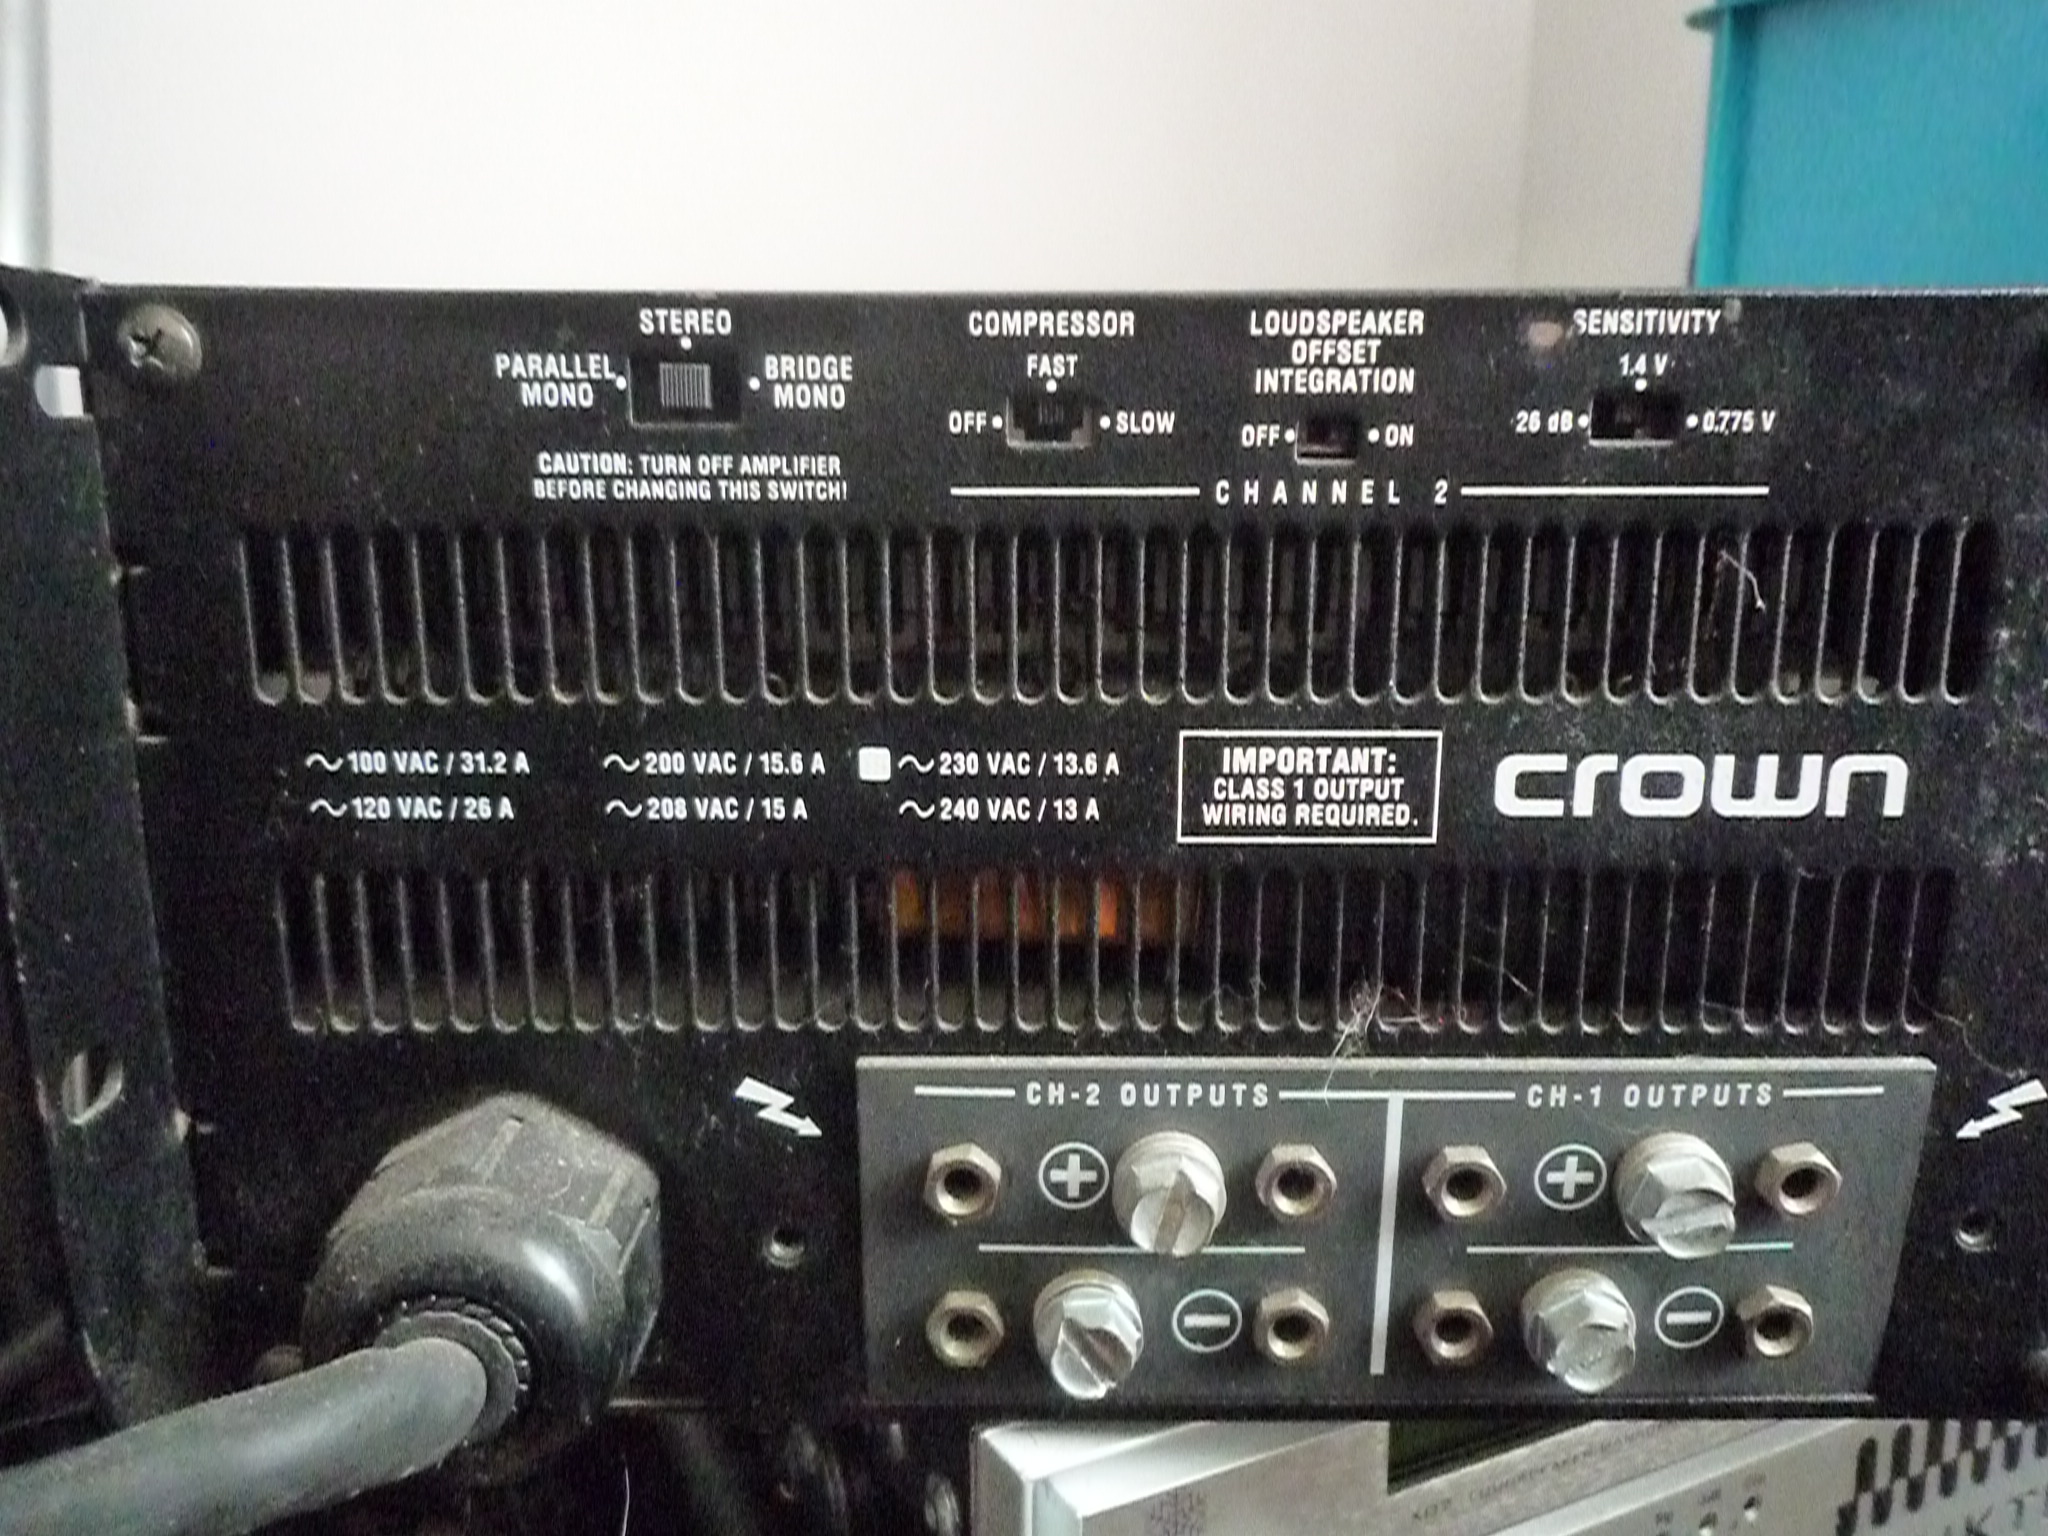 STEREO
PARALLEL MONO
BRIDGE MONO
CAUTION: TURN OFF AMPLIFIER
BEFORE CHANGING THIS SWITCH!
COMPRESSOR
FAST
OFF SLOW
LOUDSPEAKER
OFFSET
INTEGRATION
OFF ON
SENSITIVITY
1.4 V
26 dB 0.775 V
CHANNEL 2
~100 VAC / 31.2 A
~120 VAC / 26 A
~200 VAC / 15.6 A
~208 VAC / 15 A
~230 VAC / 13.6 A
~240 VAC / 13 A
IMPORTANT:
CLASS 1 OUTPUT
WIRING REQUIRED.
crown
CH-2 OUTPUTS
+
-
CH-1 OUTPUTS
+
-